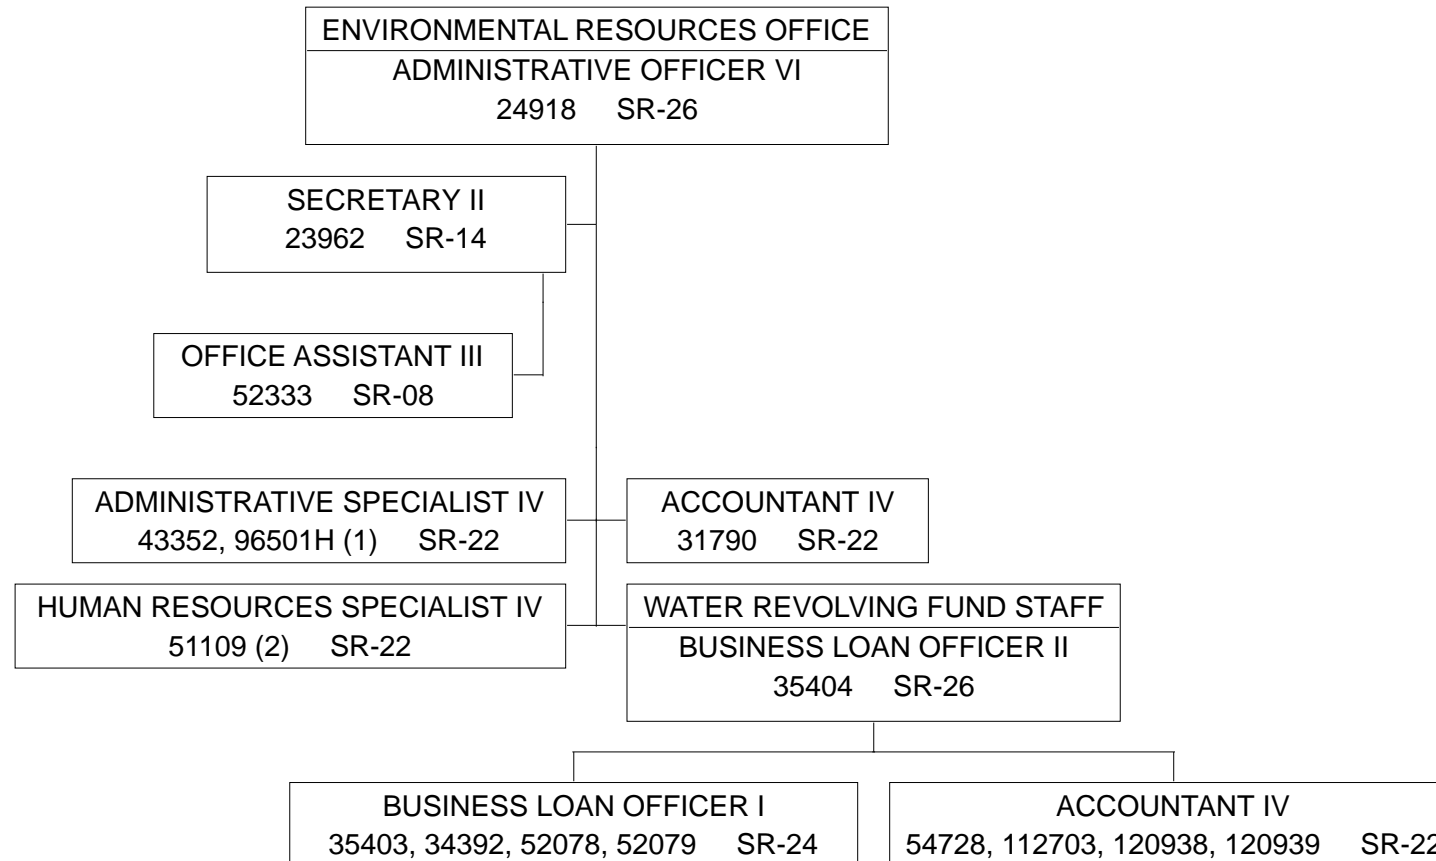 ENVIRONMENTAL RESOURCES OFFICE
ADMINISTRATIVE OFFICER VI
24918 SR-26
SECRETARY II
23962 SR-14
OFFICE ASSISTANT III
52333 SR-08
ADMINISTRATIVE SPECIALIST IV
43352, 96501H (1) SR-22
ACCOUNTANT IV
31790 SR-22
HUMAN RESOURCES SPECIALIST IV
51109 (2) SR-22
WATER REVOLVING FUND STAFF
BUSINESS LOAN OFFICER II
35404 SR-26
BUSINESS LOAN OFFICER I
35403, 34392, 52078, 52079 SR-24
ACCOUNTANT IV
54728, 112703, 120938, 120939 SR-22